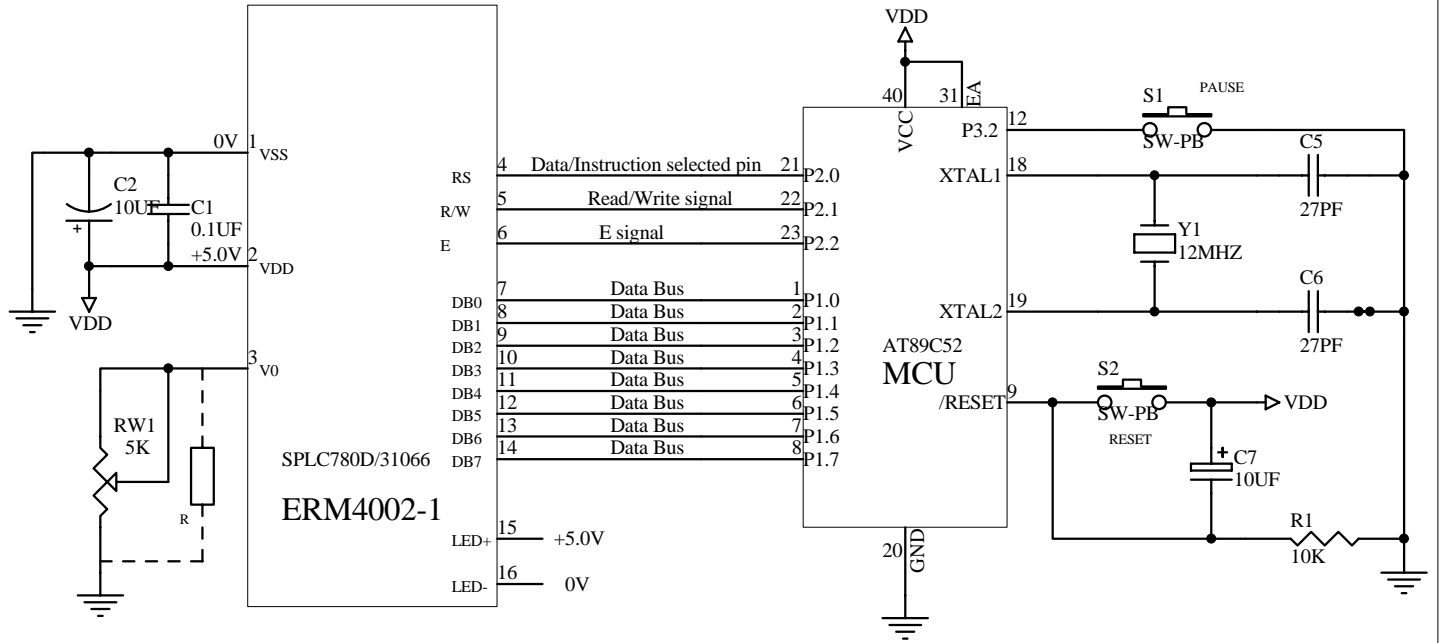 VDD
40
31
EA
VCC
S1
PAUSE
SW-PB
12
P3.2
0V
1
VSS
C2
10UF
+
C1
0.1UF
+5.0V
2
VDD
VDD
3
V0
RW1
5K
R
SPLC780D/31066
ERM4002-1
RS
4
Data/Instruction selected pin
21
P2.0
R/W
5
Read/Write signal
22
P2.1
E
6
E signal
23
P2.2
DB0
7
Data Bus
1
P1.0
DB1
8
Data Bus
2
P1.1
DB2
9
Data Bus
3
P1.2
DB3
10
Data Bus
4
P1.3
DB4
11
Data Bus
5
P1.4
DB5
12
Data Bus
6
P1.5
DB6
13
Data Bus
7
P1.6
DB7
14
Data Bus
8
P1.7
LED+
15
+5.0V
LED-
16
0V
XTAL1
18
C5
27PF
Y1
12MHZ
XTAL2
19
C6
27PF
AT89C52
MCU
/RESET
9
S2
SW-PB
RESET
VDD
+
C7
10UF
R1
10K
20
GND